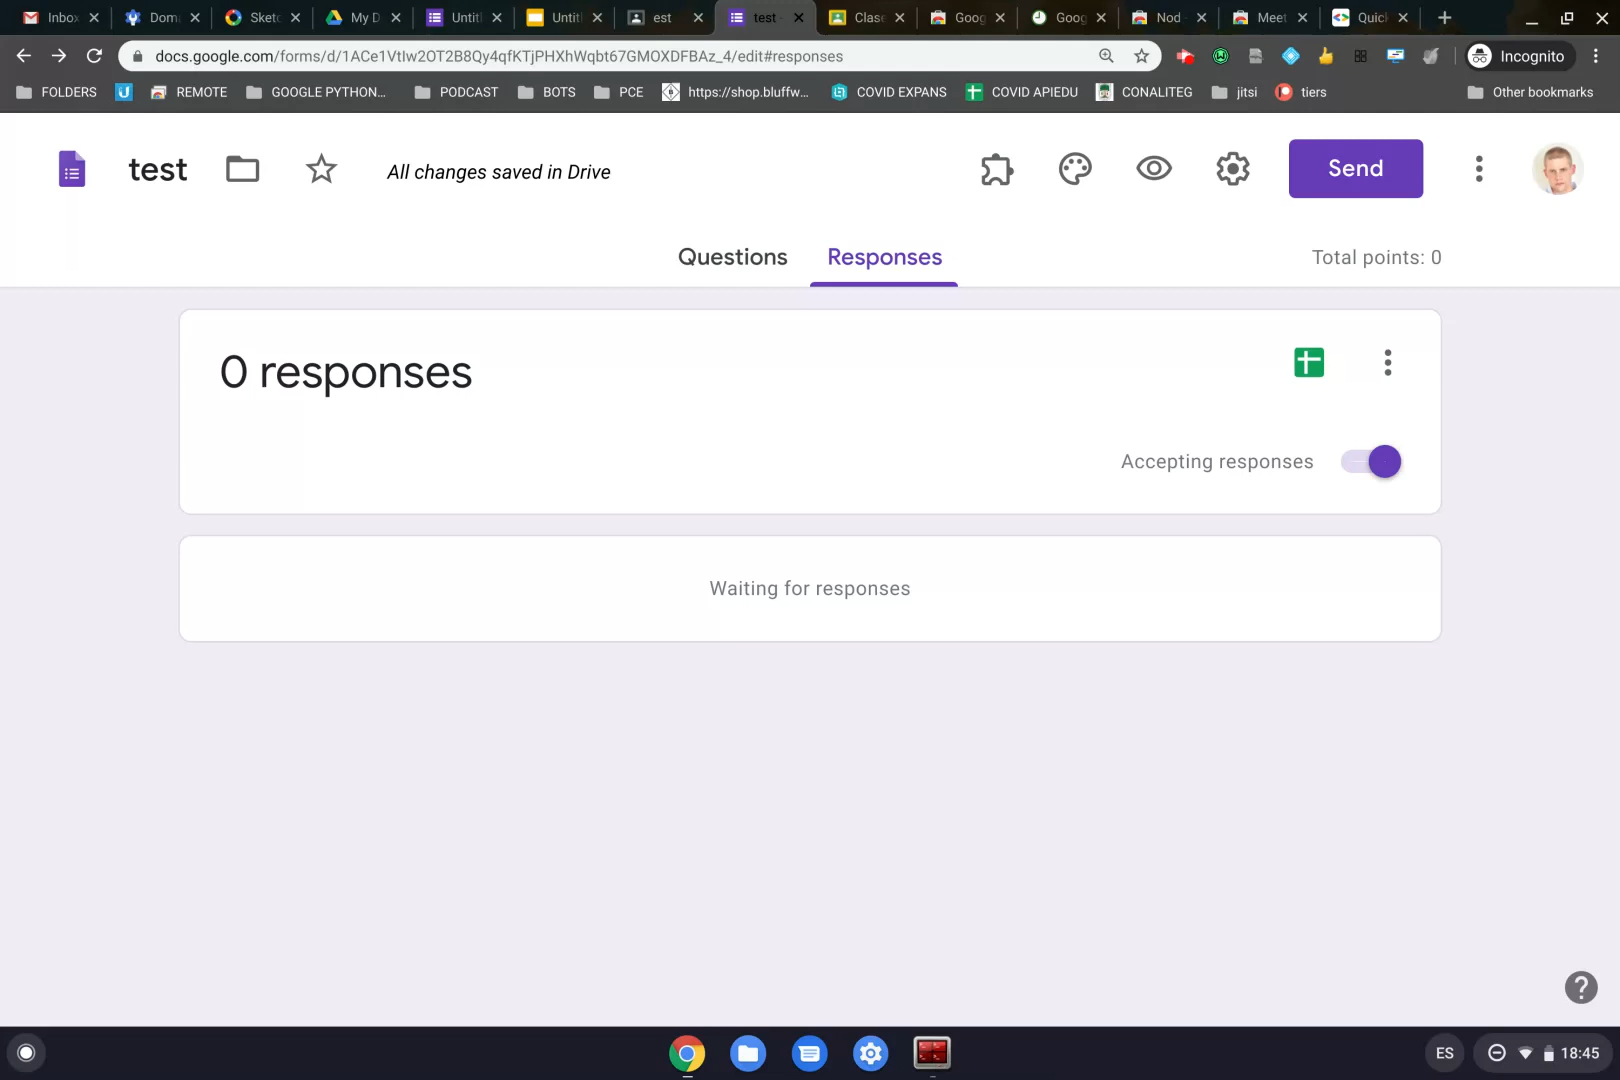 Inbox Doma Sketc My D Untitl Untitl est test Clase Goog Goog Nod Meet Quick
docs.google.com/forms/d/1ACe1VtIw2OT2B8Qy4qfKTjPHXhWqbt67GMOXDFBAz_4/edit#responses Incognito
FOLDERS REMOTE GOOGLE PYTHON... PODCAST BOTS PCE https://shop.bluffw... COVID EXPANS COVID APIEDU CONALITEG jitsi tiers Other bookmarks
test All changes saved in Drive Send
Questions Responses Total points: 0
0 responses
Accepting responses
Waiting for responses
ES 18:45